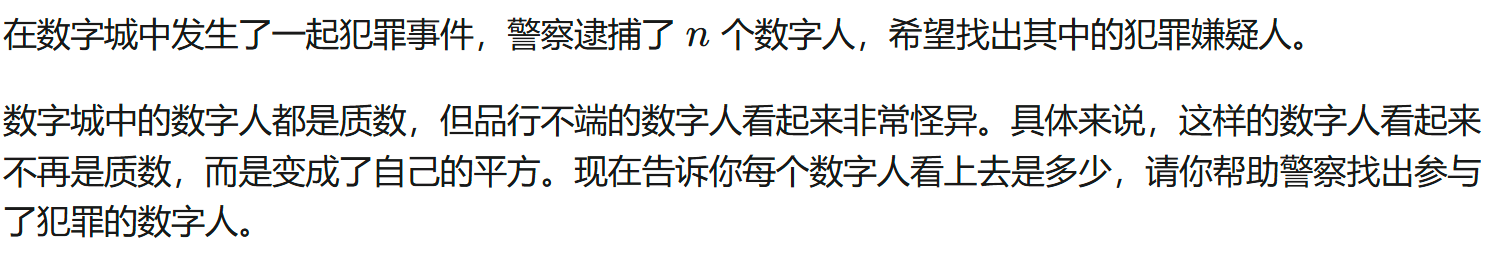 在数字城中发生了一起犯罪事件，警察逮捕了 n 个数字人，希望找出其中的犯罪嫌疑人。
数字城中的数字人都是质数，但品行不端的数字人看起来非常怪异。具体来说，这样的数字人看起来
不再是质数，而是变成了自己的平方。现在告诉你每个数字人看上去是多少，请你帮助警察找出参与
了犯罪的数字人。